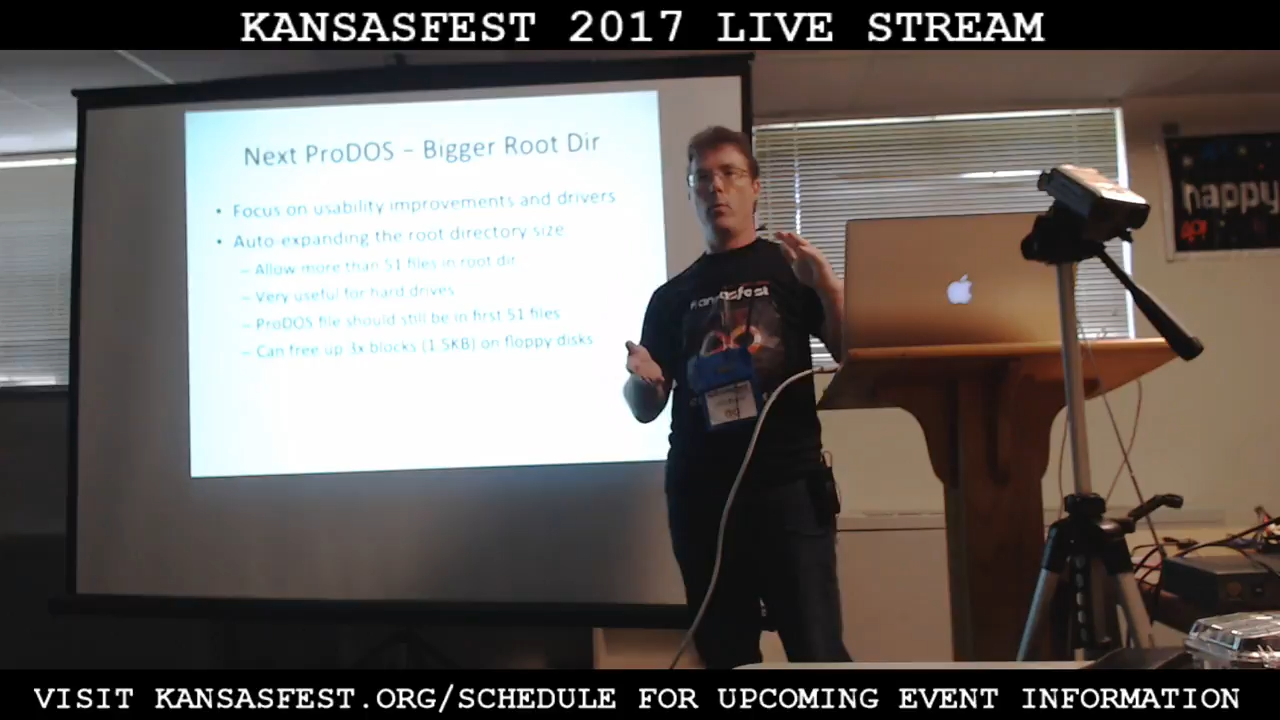 KANSASFEST 2017 LIVE STREAM
Next ProDOS – Bigger Root Dir
• Focus on usability improvements and drivers
• Auto expanding the root directory size
– Allow more than 51 files in root dir
– Very useful for hard drives
– ProDOS file should still be in first 51 files
– Can free up 3x blocks (1.5KB) on floppy disks
kansasfest
happy
API
VISIT KANSASFEST.ORG/SCHEDULE FOR UPCOMING EVENT INFORMATION